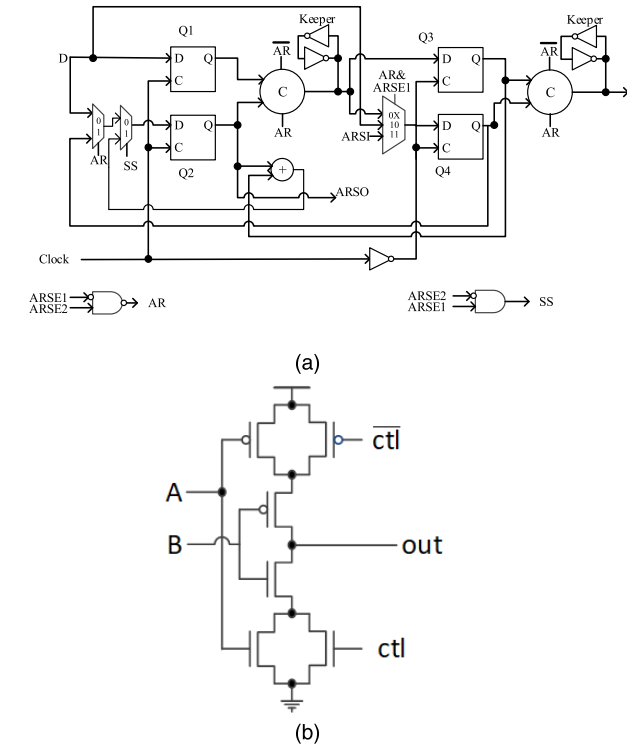 Q1
Keeper
Q3
Keeper
D
D Q
C
AR
C
AR
AR&
ARSE1
D Q
C
AR
C
AR
0
1
0
1
D Q
C
ARSI
0X
10
11
D Q
C
AR
SS
Q2
+
ARSO
Q4
Clock
ARSE1
ARSE2
AR
ARSE2
ARSE1
SS
(a)
ctl
A
B
out
ctl
(b)